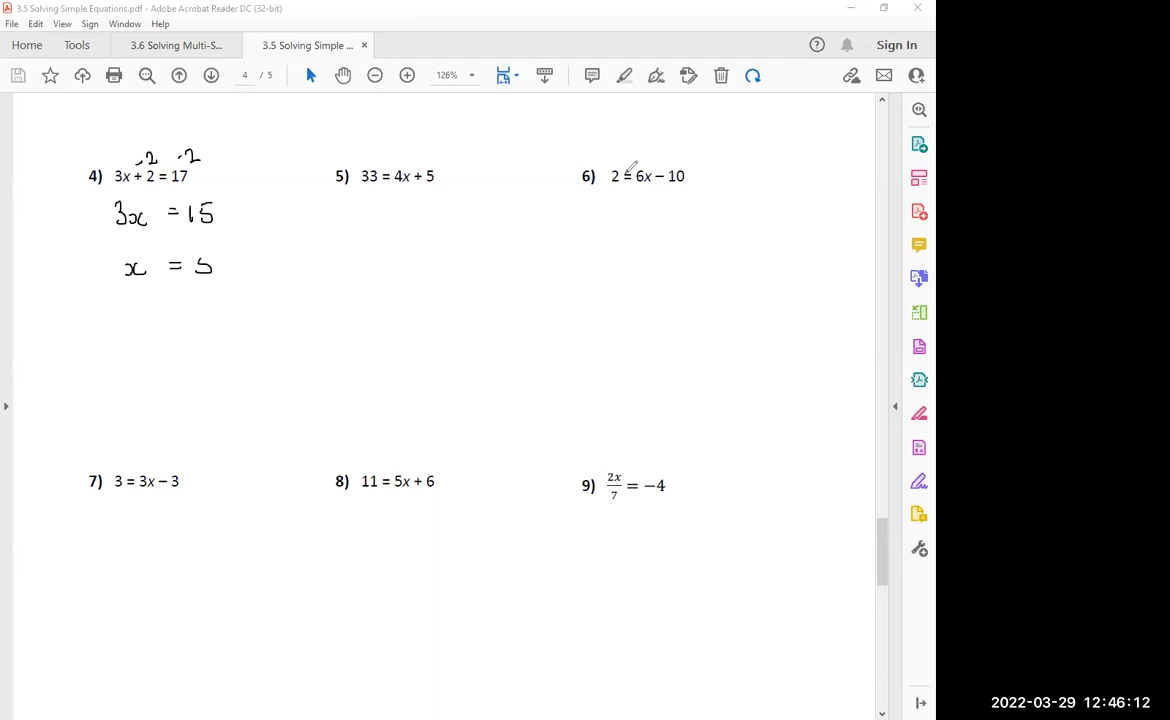 3.5 Solving Simple Equations.pdf - Adobe Acrobat Reader DC (32-bit)
File Edit View Sign Window Help
Home Tools 3.6 Solving Multi-S... 3.5 Solving Simple ... × Sign In
4 / 5 126%
-2 -2
4) 3x + 2 = 17 5) 33 = 4x + 5 6) 2 = 6x – 10
3x = 15
x = 5
7) 3 = 3x – 3 8) 11 = 5x + 6 9) 2x/7 = −4
2022-03-29 12:46:12